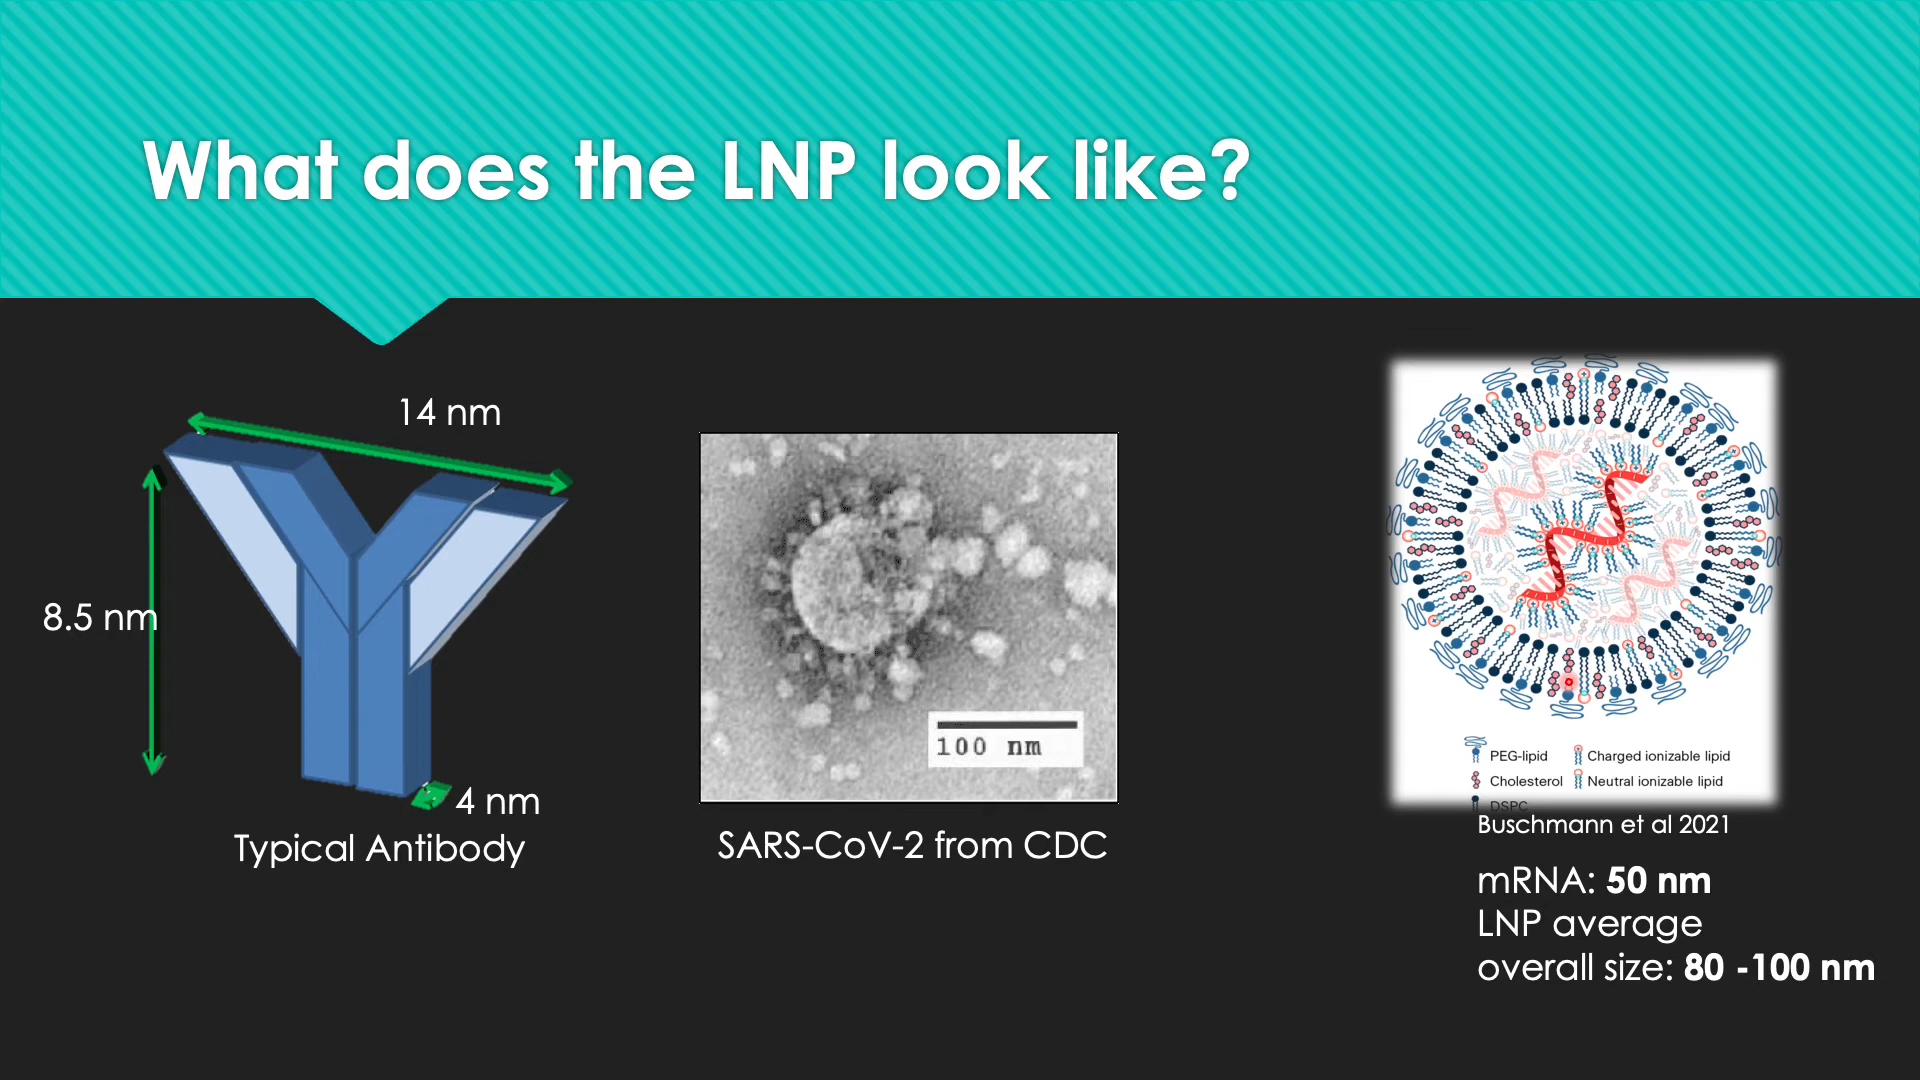 What does the LNP look like?
14 nm
8.5 nm
4 nm
Typical Antibody
100 nm
SARS-CoV-2 from CDC
PEG-lipid
Charged ionizable lipid
Cholesterol
Neutral ionizable lipid
DSPC
Buschmann et al 2021
mRNA: 50 nm
LNP average
overall size: 80 -100 nm